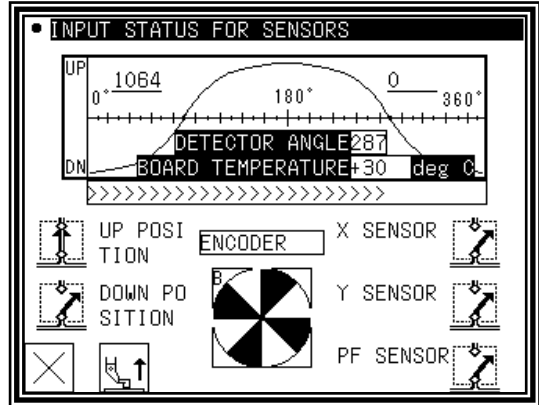 INPUT STATUS FOR SENSORS
UP
1064
0
0°
180°
360°
DETECTOR ANGLE 287
DN
BOARD TEMPERATURE +30 deg C
>>>>>>>>>>>>>>>>>>>>>>>>
UP POSI
TION
ENCODER
X SENSOR
DOWN PO
SITION
B
Y SENSOR
PF SENSOR